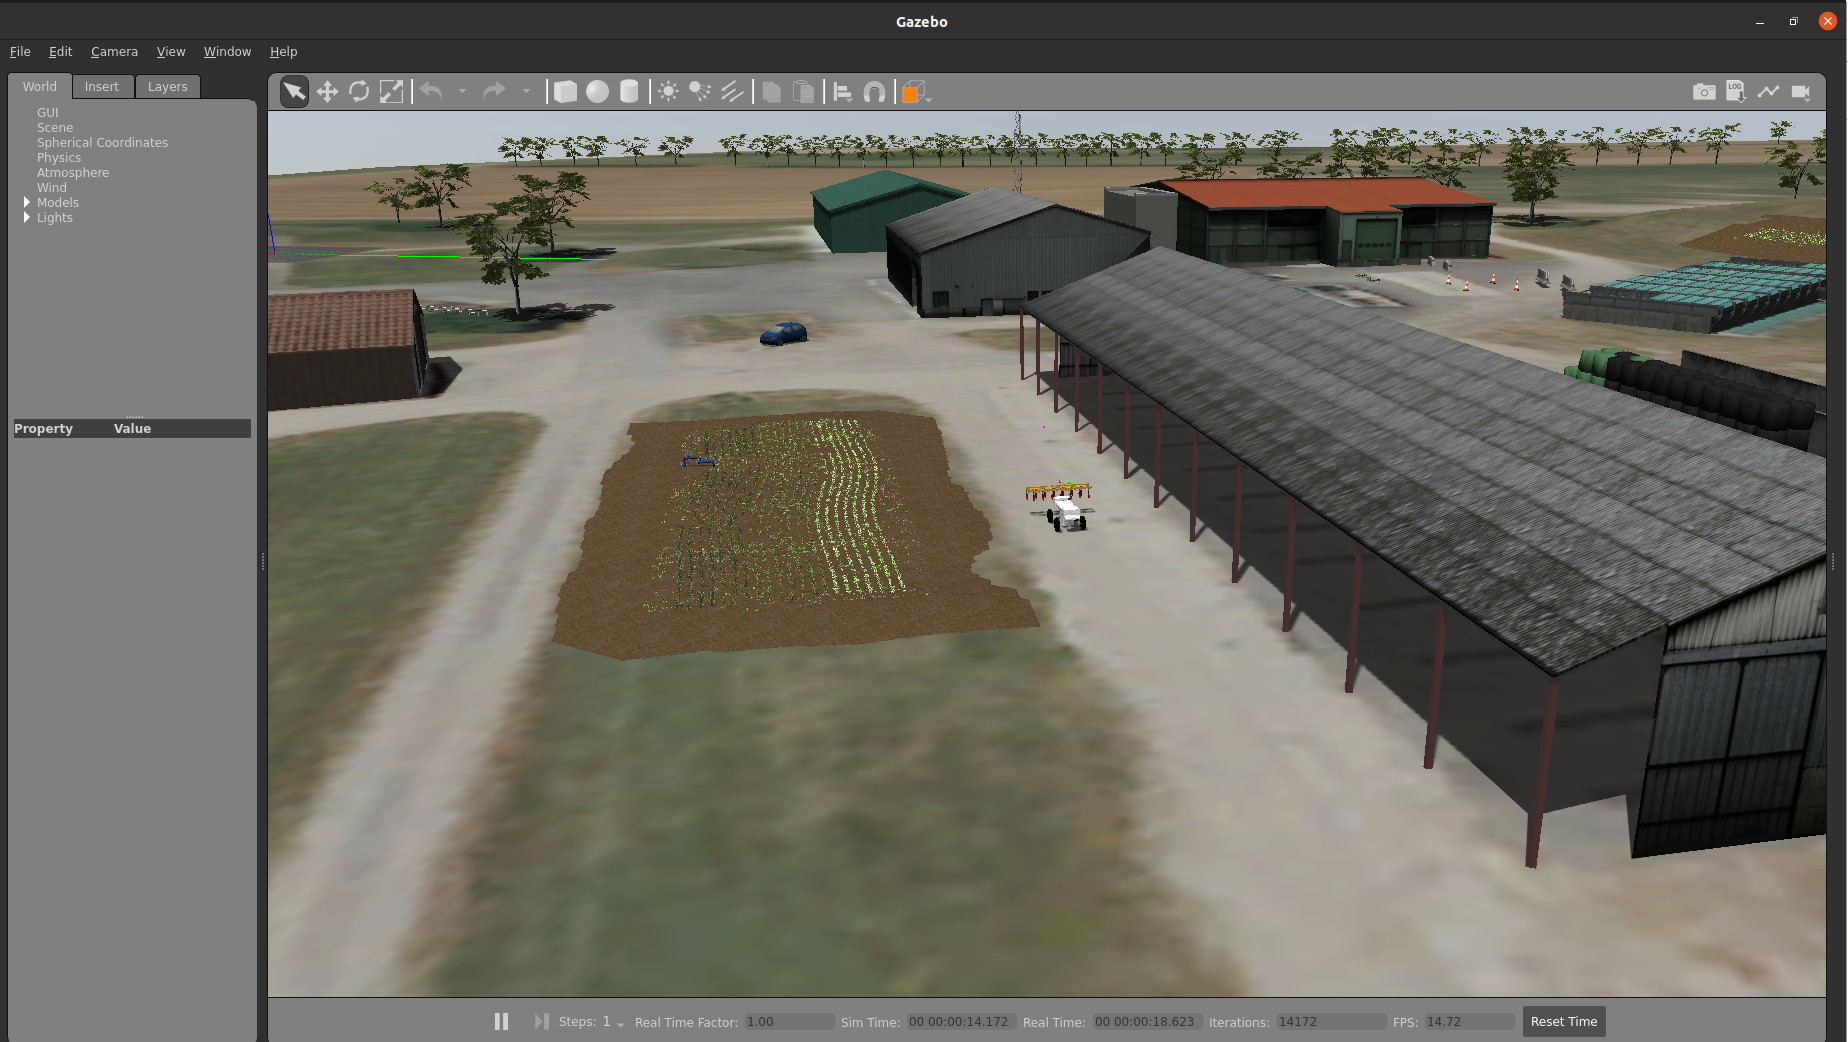 Gazebo
File Edit Camera View Window Help
World Insert Layers
LOG
GUI
Scene
Spherical Coordinates
Physics
Atmosphere
Wind
Models
Lights
Property Value
Steps: 1 Real Time Factor: 1.00 Sim Time: 00 00:00:14.172 Real Time: 00 00:00:18.623 Iterations: 14172 FPS: 14.72 Reset Time